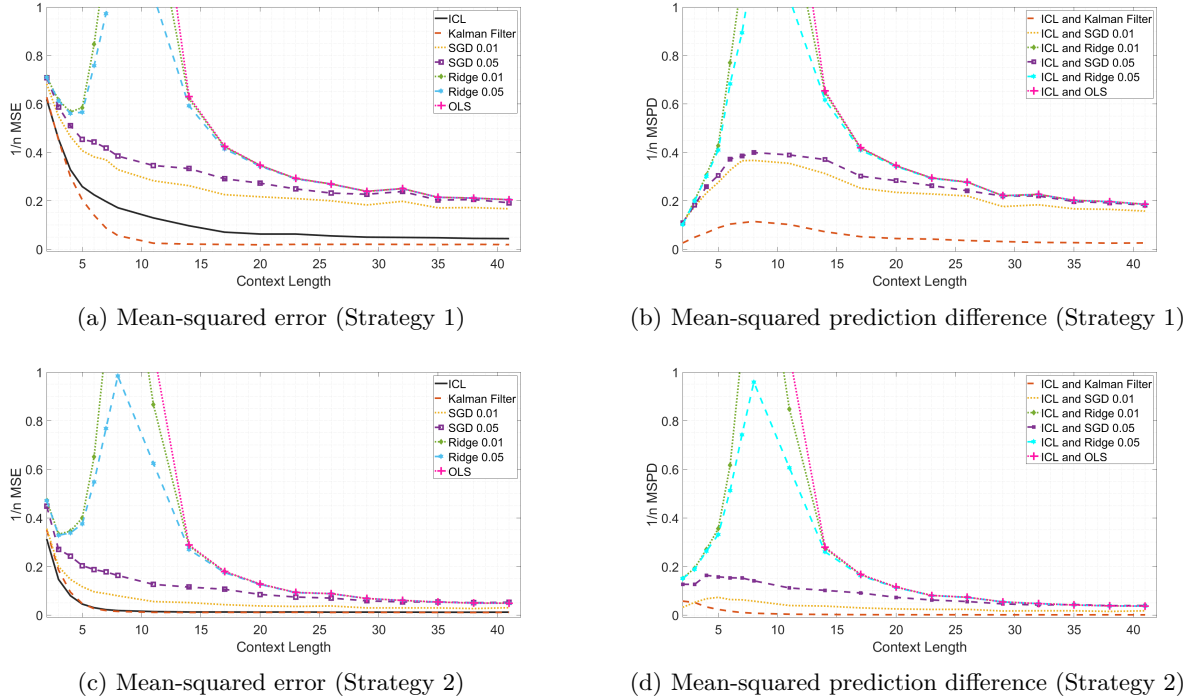 1
0.8
0.6
0.4
0.2
0
1/n MSE
5
10
15
20
25
30
35
40
Context Length
ICL
Kalman Filter
SGD 0.01
SGD 0.05
Ridge 0.01
Ridge 0.05
OLS
(a) Mean-squared error (Strategy 1)
1
0.8
0.6
0.4
0.2
0
1/n MSPD
5
10
15
20
25
30
35
40
Context Length
ICL and Kalman Filter
ICL and SGD 0.01
ICL and Ridge 0.01
ICL and SGD 0.05
ICL and Ridge 0.05
ICL and OLS
(b) Mean-squared prediction difference (Strategy 1)
1
0.8
0.6
0.4
0.2
0
1/n MSE
5
10
15
20
25
30
35
40
Context Length
ICL
Kalman Filter
SGD 0.01
SGD 0.05
Ridge 0.01
Ridge 0.05
OLS
(c) Mean-squared error (Strategy 2)
1
0.8
0.6
0.4
0.2
0
1/n MSPD
5
10
15
20
25
30
35
40
Context Length
ICL and Kalman Filter
ICL and SGD 0.01
ICL and Ridge 0.01
ICL and SGD 0.05
ICL and Ridge 0.05
ICL and OLS
(d) Mean-squared prediction difference (Strategy 2)